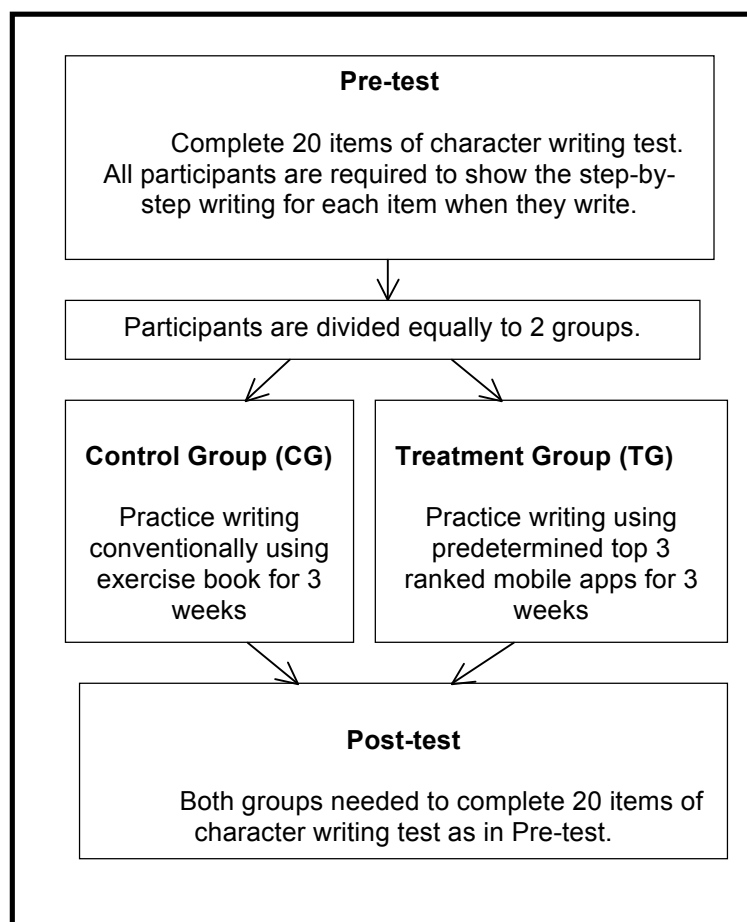 Pre-test
Complete 20 items of character writing test.
All participants are required to show the step-by-
step writing for each item when they write.
Participants are divided equally to 2 groups.
Control Group (CG)
Practice writing
conventionally using
exercise book for 3
weeks
Treatment Group (TG)
Practice writing using
predetermined top 3
ranked mobile apps for 3
weeks
Post-test
Both groups needed to complete 20 items of
character writing test as in Pre-test.